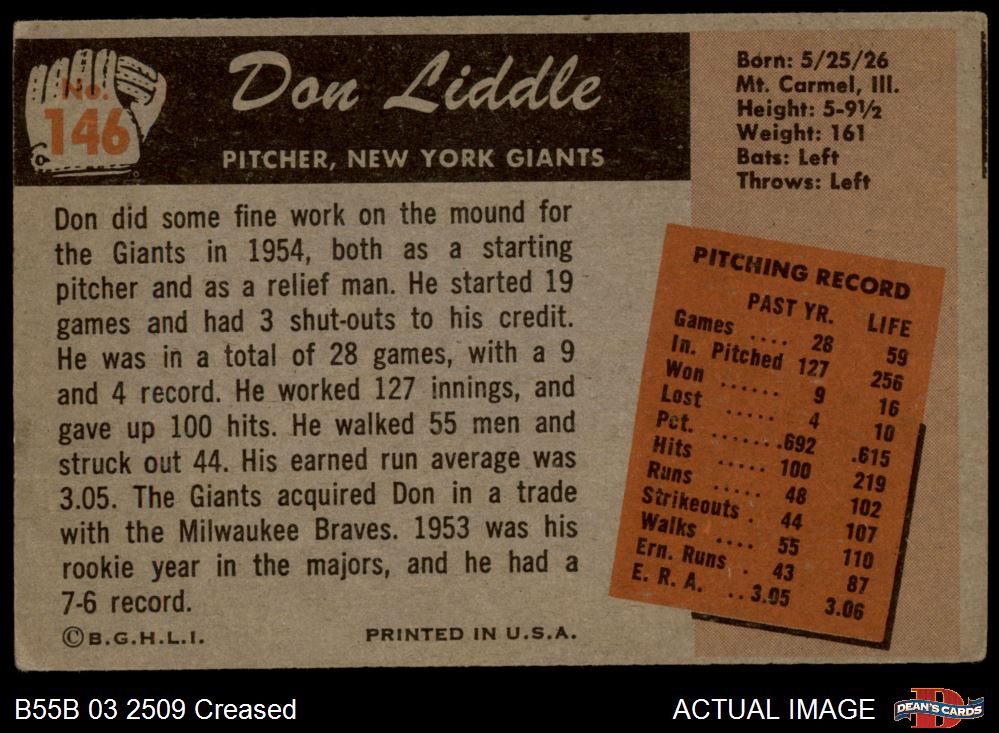 No.
146
Don Liddle
PITCHER, NEW YORK GIANTS
Born: 5/25/26
Mt. Carmel, Ill.
Height: 5-9½
Weight: 161
Bats: Left
Throws: Left
Don did some fine work on the mound for
the Giants in 1954, both as a starting
pitcher and as a relief man. He started 19
games and had 3 shut-outs to his credit.
He was in a total of 28 games, with a 9
and 4 record. He worked 127 innings, and
gave up 100 hits. He walked 55 men and
struck out 44. His earned run average was
3.05. The Giants acquired Don in a trade
with the Milwaukee Braves. 1953 was his
rookie year in the majors, and he had a
7-6 record.
©B.G.H.L.I. PRINTED IN U.S.A.
PITCHING RECORD
PAST YR. LIFE
Games .... 28 59
In. Pitched 127 256
Won ...... 9 16
Lost ..... 4 10
Pct. .......692 .615
Hits ..... 100 219
Runs ..... 48 102
Strikeouts . 44 107
Walks .... 55 110
Ern. Runs . 43 87
E. R. A. ..3.05 3.06
B55B 03 2509 Creased
ACTUAL IMAGE
D
DEAN'S CARDS